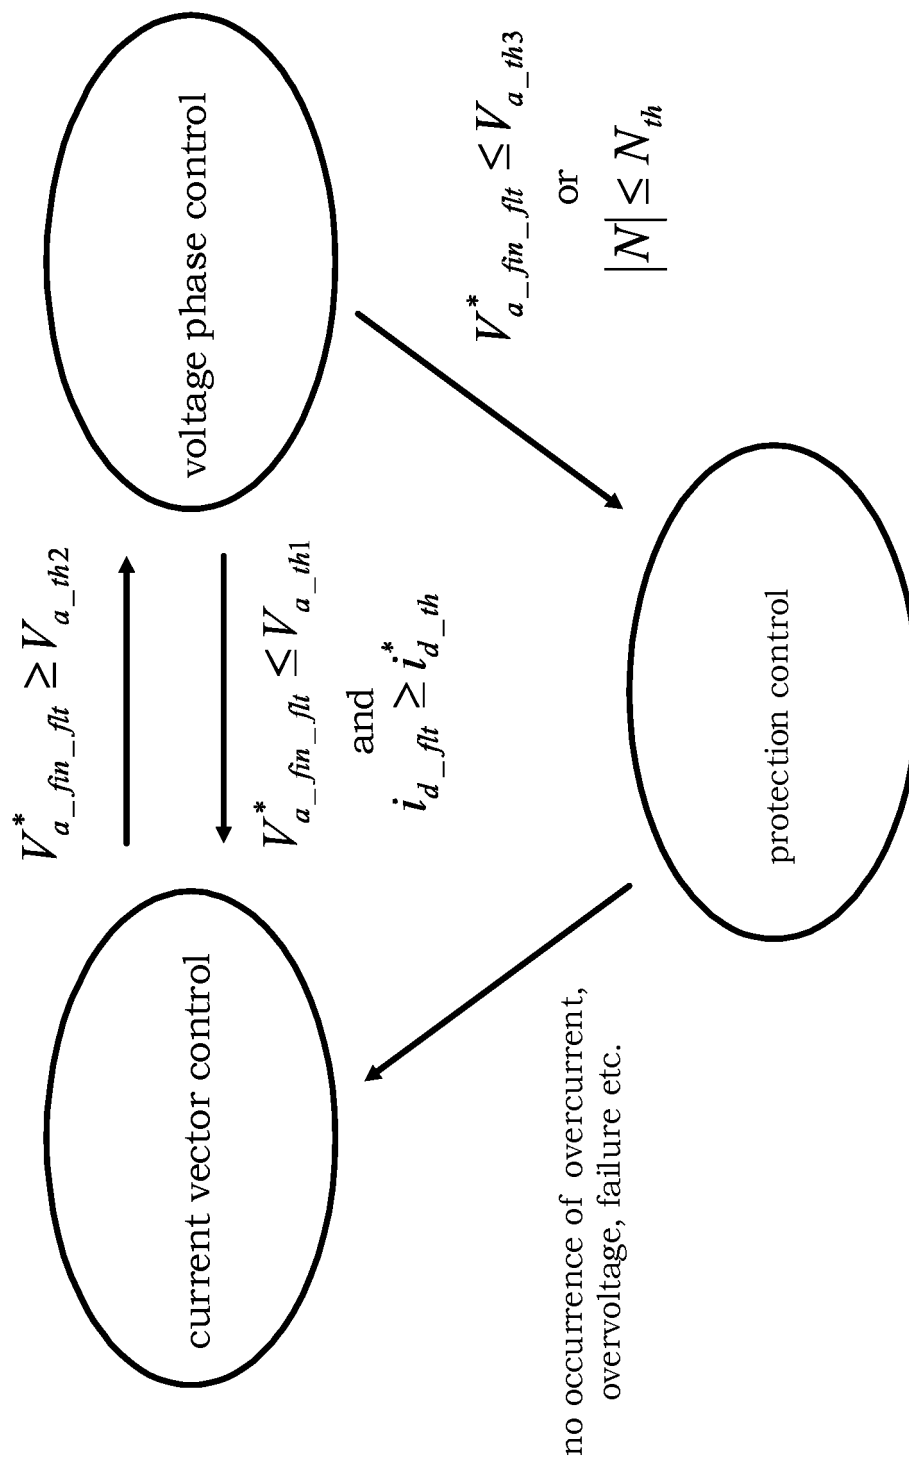 current vector control
V*a_fin_flt ≥ Va_th2
V*a_fin_flt ≤ Va_th1
and
id_flt ≥ i*d_th
voltage phase control
V*a_fin_flt ≤ Va_th3
or
|N| ≤ Nth
protection control
no occurrence of overcurrent,
overvoltage, failure etc.